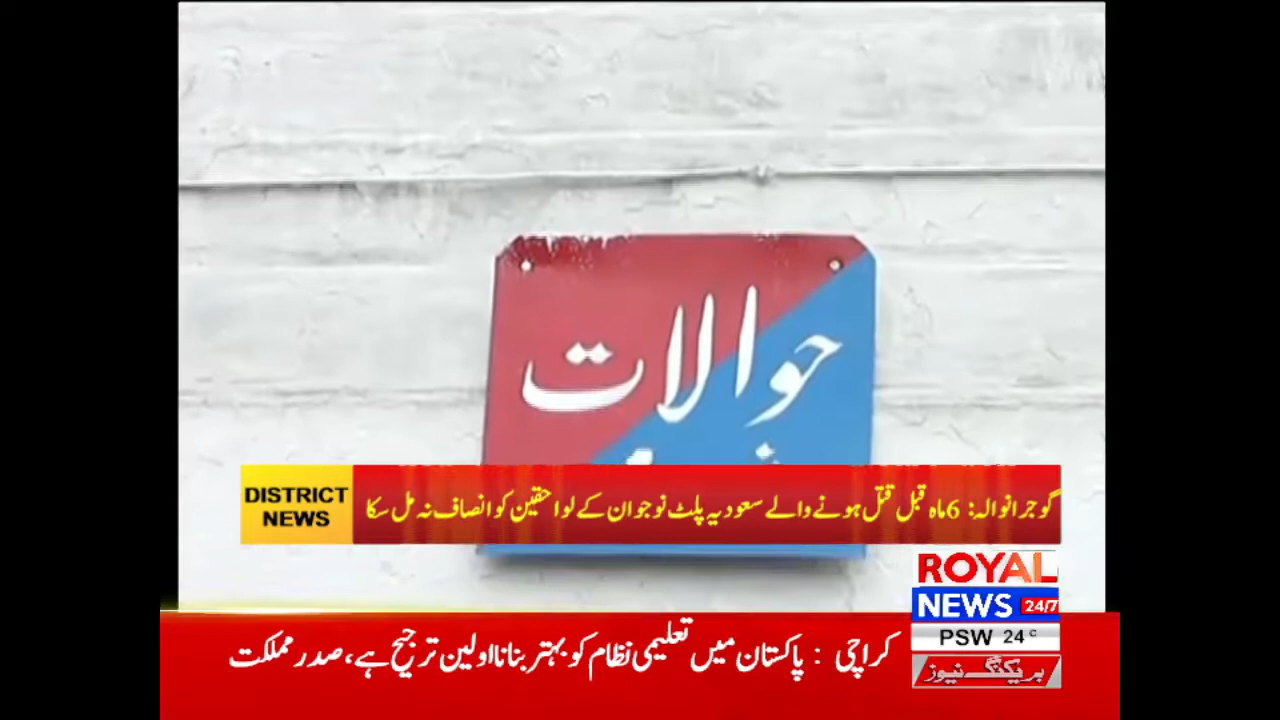 حوالات
DISTRICT
NEWS
گوجرانوالہ: 6 ماہ قبل قتل ہونے والے سعودیہ پلٹ نوجوان کے لواحقین کو انصاف نہ مل سکا
ROYAL
NEWS 24/7
PSW 24 c
بریکنگ نیوز
کراچی : پاکستان میں تعلیمی نظام کو بہتر بنانا اولین ترجیح ہے، صدر مملکت